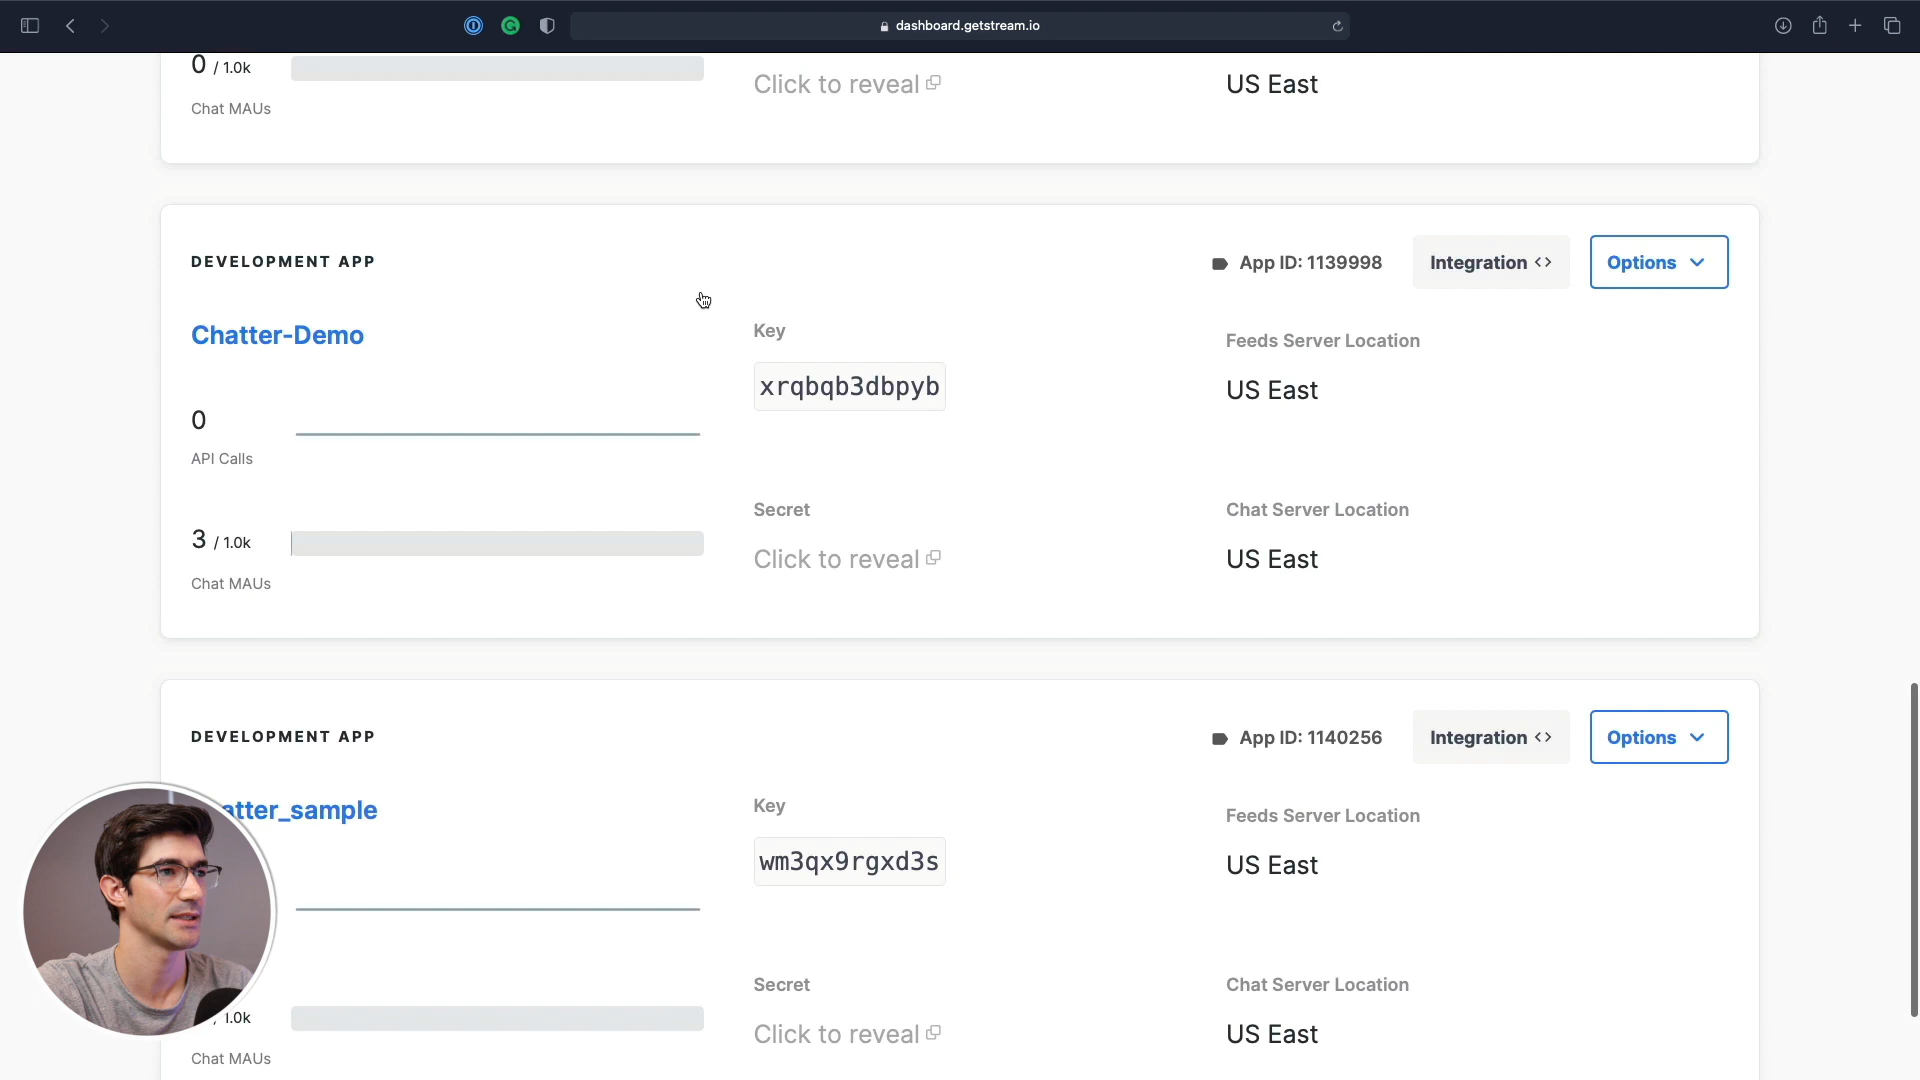 dashboard.getstream.io
0 / 1.0k
Chat MAUs
Click to reveal
US East
DEVELOPMENT APP
App ID: 1139998
Integration
Options
Chatter-Demo
Key
xrqbqb3dbpyb
Feeds Server Location
US East
0
API Calls
Secret
Click to reveal
Chat Server Location
US East
3 / 1.0k
Chat MAUs
DEVELOPMENT APP
App ID: 1140256
Integration
Options
atter_sample
Key
wm3qx9rgxd3s
Feeds Server Location
US East
Secret
Click to reveal
Chat Server Location
US East
/ 1.0k
Chat MAUs